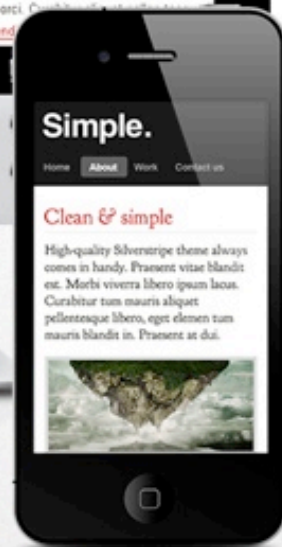 orci.
Simple.
Home About Work Contact us
Clean & simple
High-quality Silverstripe theme always
comes in handy. Praesent vitae blandit
est. Morbi viverra libero ipsum lacus.
Curabitur tum mauris aliquet
pellentesque libero, eget elemen tum
mauris blandit in. Praesent at dui.